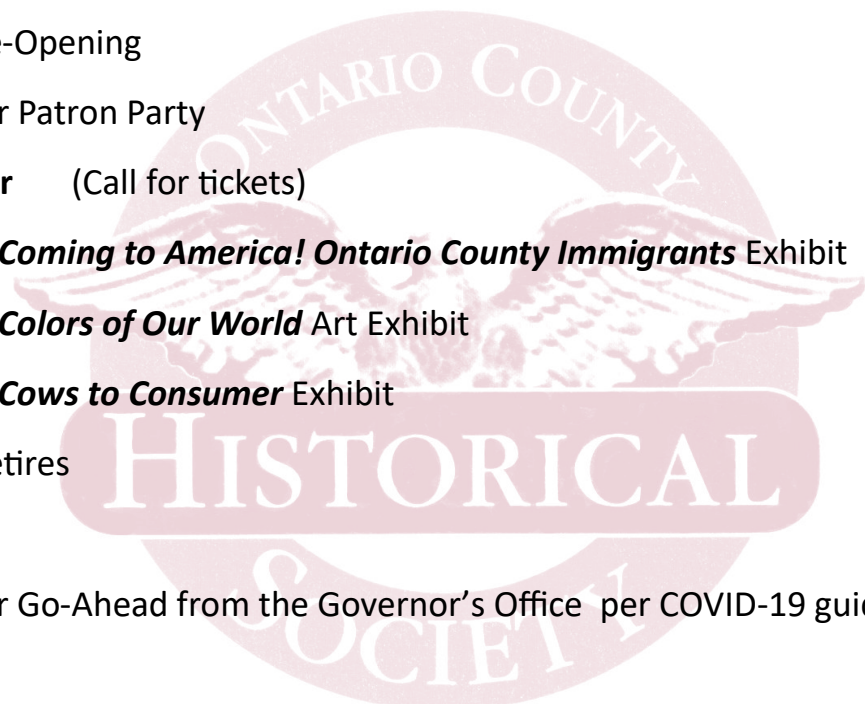 e-Opening
r Patron Party
r (Call for tickets)
Coming to America! Ontario County Immigrants Exhibit
Colors of Our World Art Exhibit
Cows to Consumer Exhibit
etires
r Go-Ahead from the Governor's Office per COVID-19 gui
ONTARIO COUNTY
HISTORICAL
SOCIETY